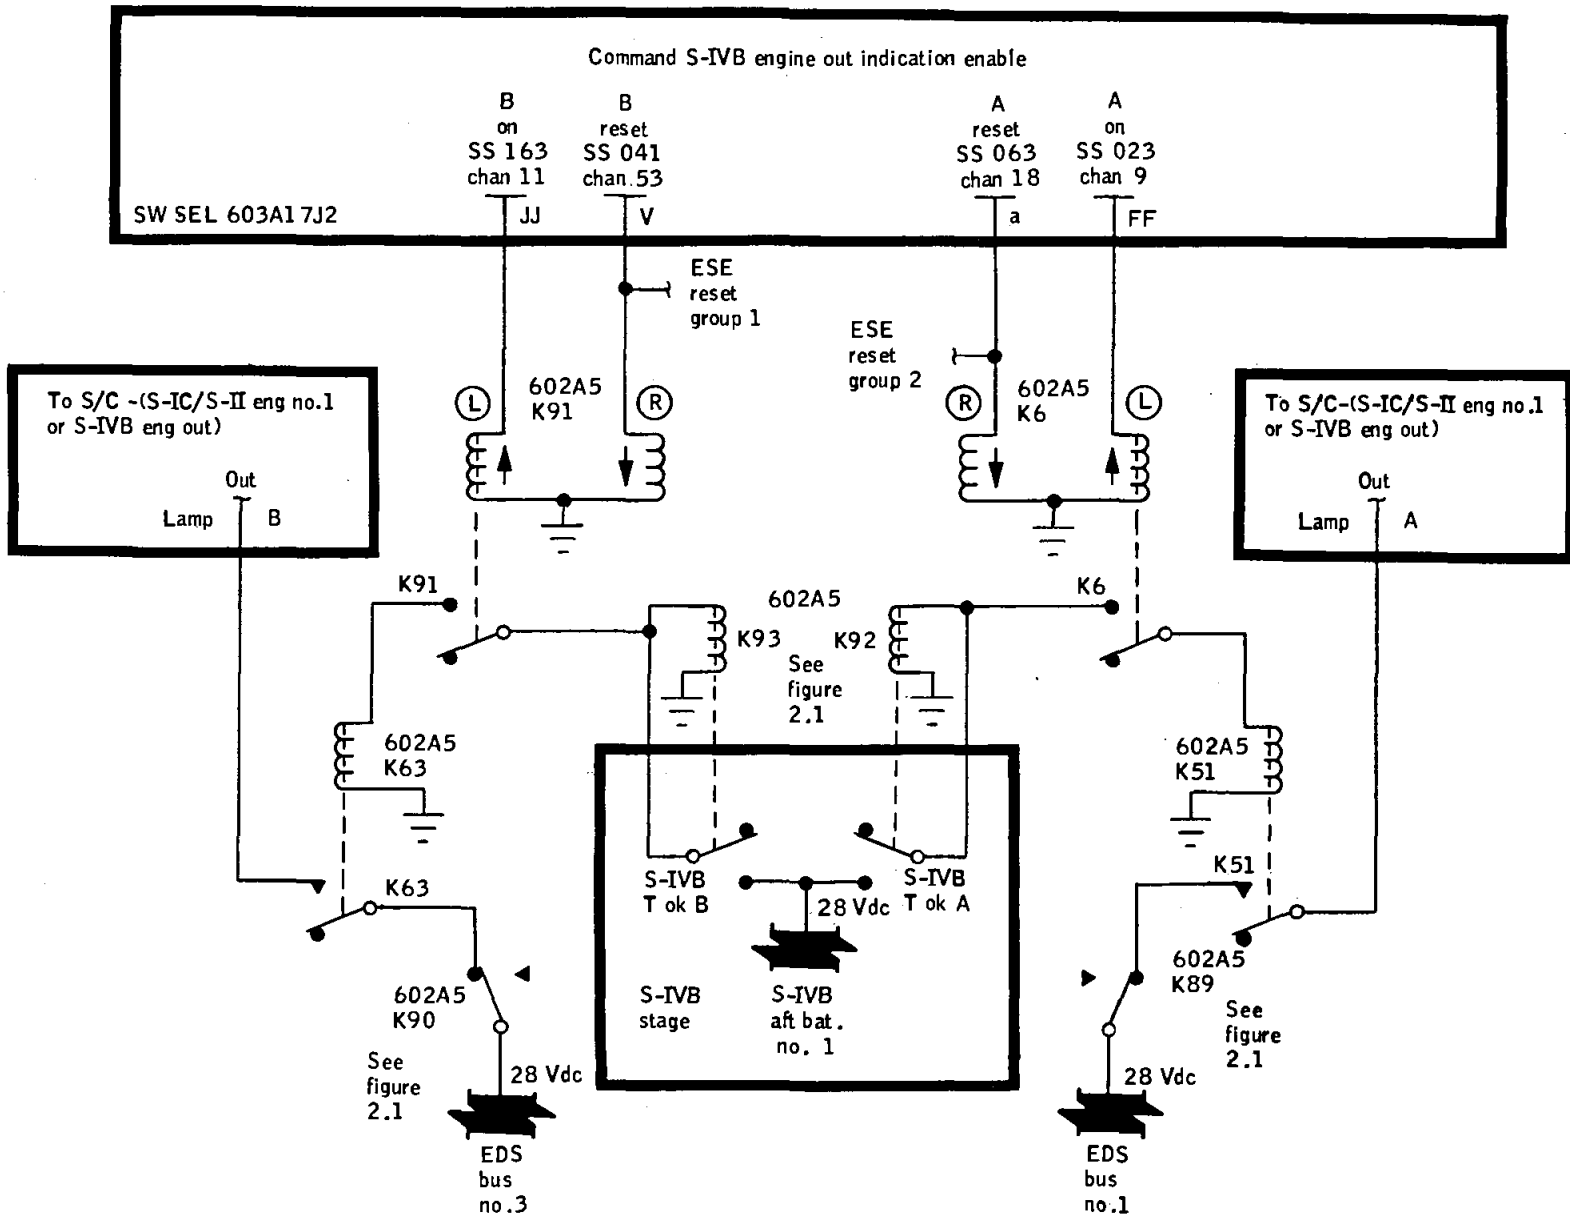 Command S-IVB engine out indication enable
B
on
SS 163
chan 11
B
reset
SS 041
chan.53
A
reset
SS 063
chan 18
A
on
SS 023
chan 9
SW SEL 603A17J2
JJ
V
a
FF
ESE
reset
group 1
ESE
reset
group 2
To S/C -(S-IC/S-II eng no.1
or S-IVB eng out)
Out
Lamp B
L
602A5
K91
R
R
602A5
K6
L
To S/C-(S-IC/S-II eng no.1
or S-IVB eng out)
Out
Lamp A
K91
602A5
K93
K92
See
figure
2.1
K6
602A5
K63
602A5
K51
K63
S-IVB
T ok B
28 Vdc
S-IVB
T ok A
K51
602A5
K90
S-IVB
stage
S-IVB
aft bat.
no. 1
602A5
K89
See
figure
2.1
See
figure
2.1
28 Vdc
EDS
bus
no.3
28 Vdc
EDS
bus
no.1